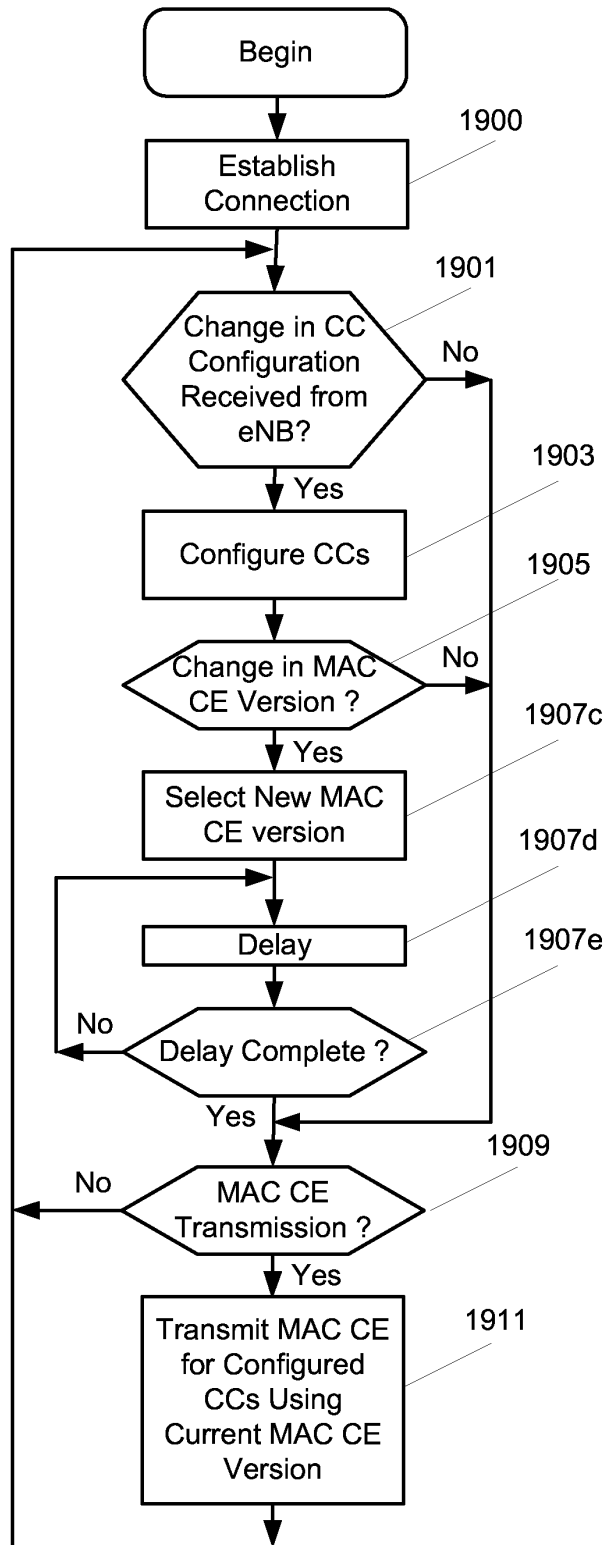 Begin
1900
Establish
Connection
1901
Change in CC
Configuration
Received from
eNB?
No
Yes
1903
Configure CCs
1905
Change in MAC
CE Version ?
No
Yes
1907c
Select New MAC
CE version
1907d
Delay
1907e
No
Delay Complete ?
Yes
1909
No
MAC CE
Transmission ?
Yes
1911
Transmit MAC CE
for Configured
CCs Using
Current MAC CE
Version